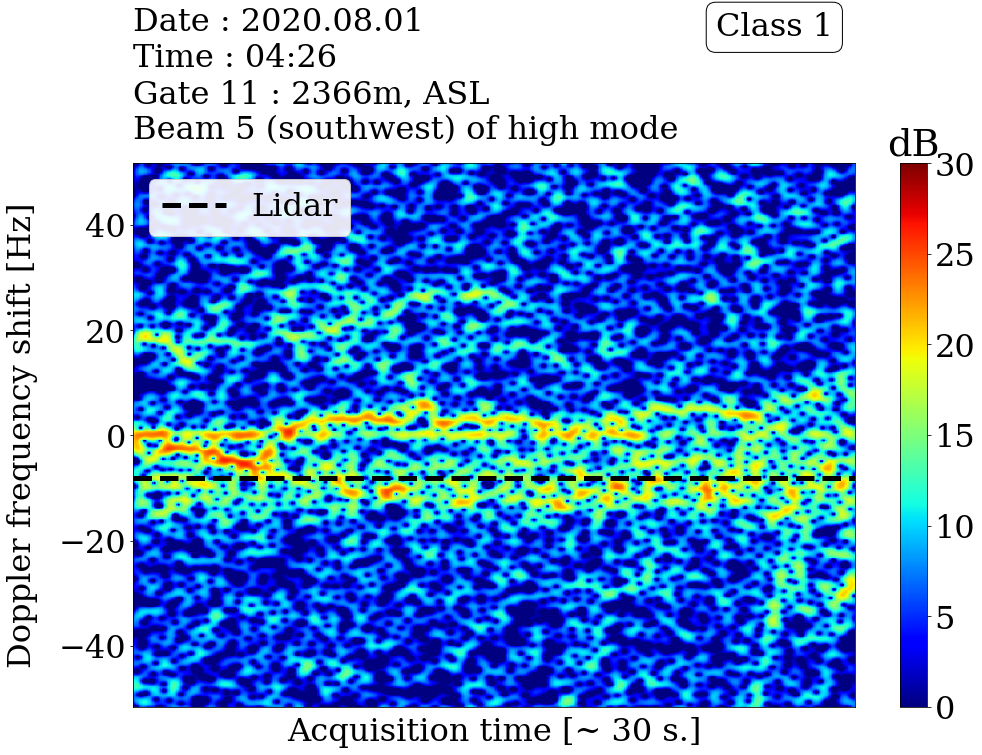 Date : 2020.08.01
Time : 04:26
Gate 11 : 2366m, ASL
Beam 5 (southwest) of high mode
Class 1
dB
Lidar
Doppler frequency shift [Hz]
40
20
0
−20
−40
Acquisition time [~ 30 s.]
30
25
20
15
10
5
0